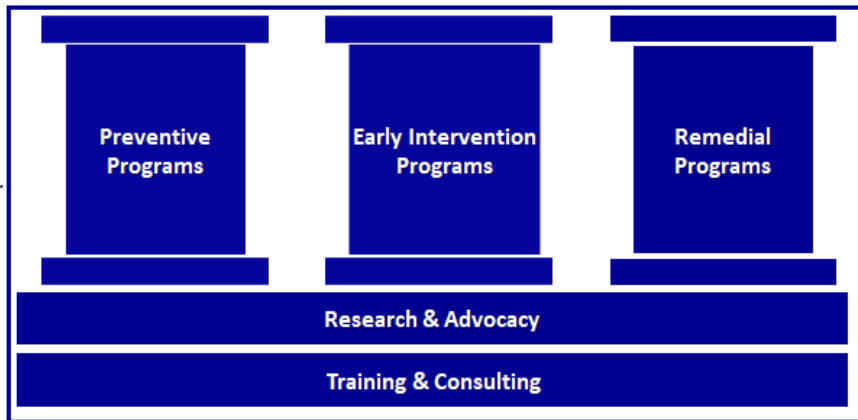 Preventive
Programs
Early Intervention
Programs
Remedial
Programs
Research & Advocacy
Training & Consulting